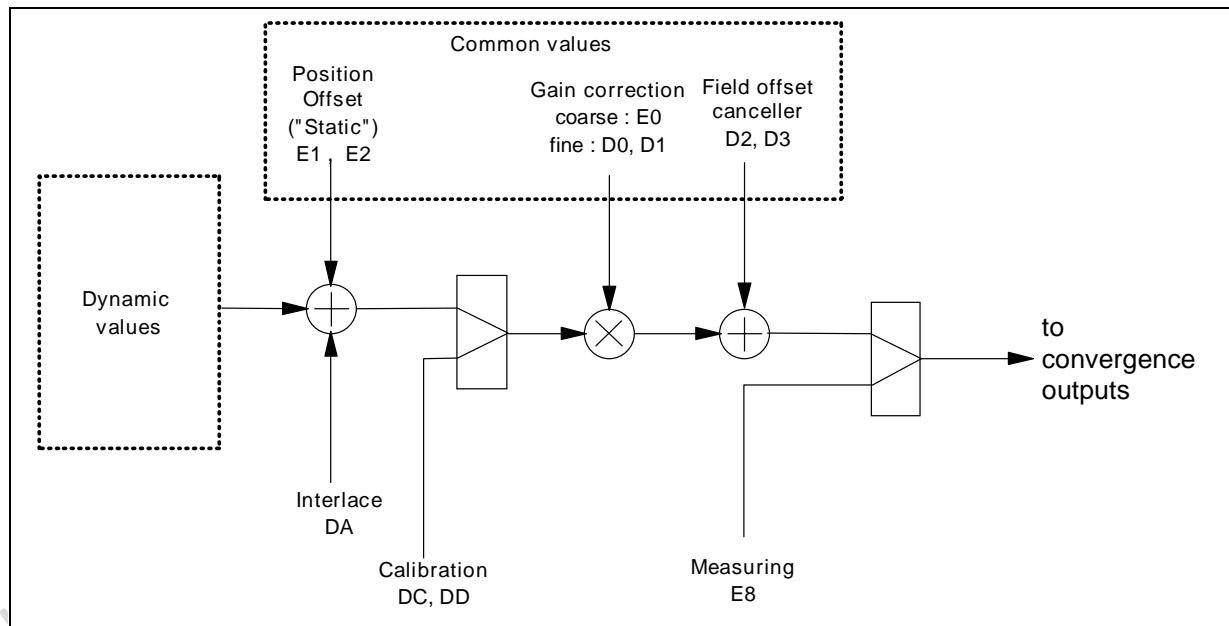 Common values
Position
Offset
("Static")
E1 , E2
Gain correction
coarse : E0
fine : D0, D1
Field offset
canceller
D2, D3
Dynamic
values
to
convergence
outputs
Interlace
DA
Calibration
DC, DD
Measuring
E8